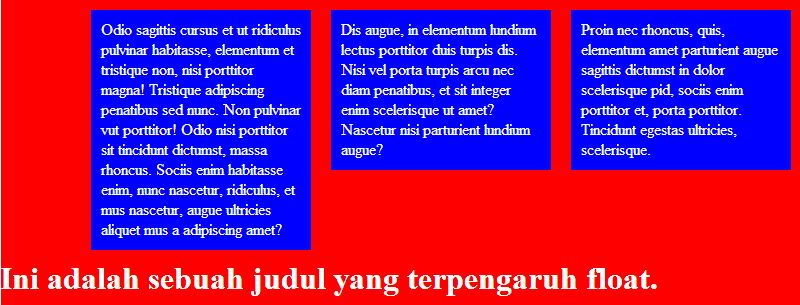 Odio sagittis cursus et ut ridiculus
pulvinar habitasse, elementum et
tristique non, nisi porttitor
magna! Tristique adipiscing
penatibus sed nunc. Non pulvinar
vut porttitor! Odio nisi porttitor
sit tincidunt dictumst, massa
rhoncus. Sociis enim habitasse
enim, nunc nascetur, ridiculus, et
mus nascetur, augue ultricies
aliquet mus a adipiscing amet?
Dis augue, in elementum lundium
lectus porttitor duis turpis dis.
Nisi vel porta turpis arcu nec
diam penatibus, et sit integer
enim scelerisque ut amet?
Nascetur nisi parturient lundium
augue?
Proin nec rhoncus, quis,
elementum amet parturient augue
sagittis dictumst in dolor
scelerisque pid, sociis enim
porttitor et, porta porttitor.
Tincidunt egestas ultricies,
scelerisque.
Ini adalah sebuah judul yang terpengaruh float.